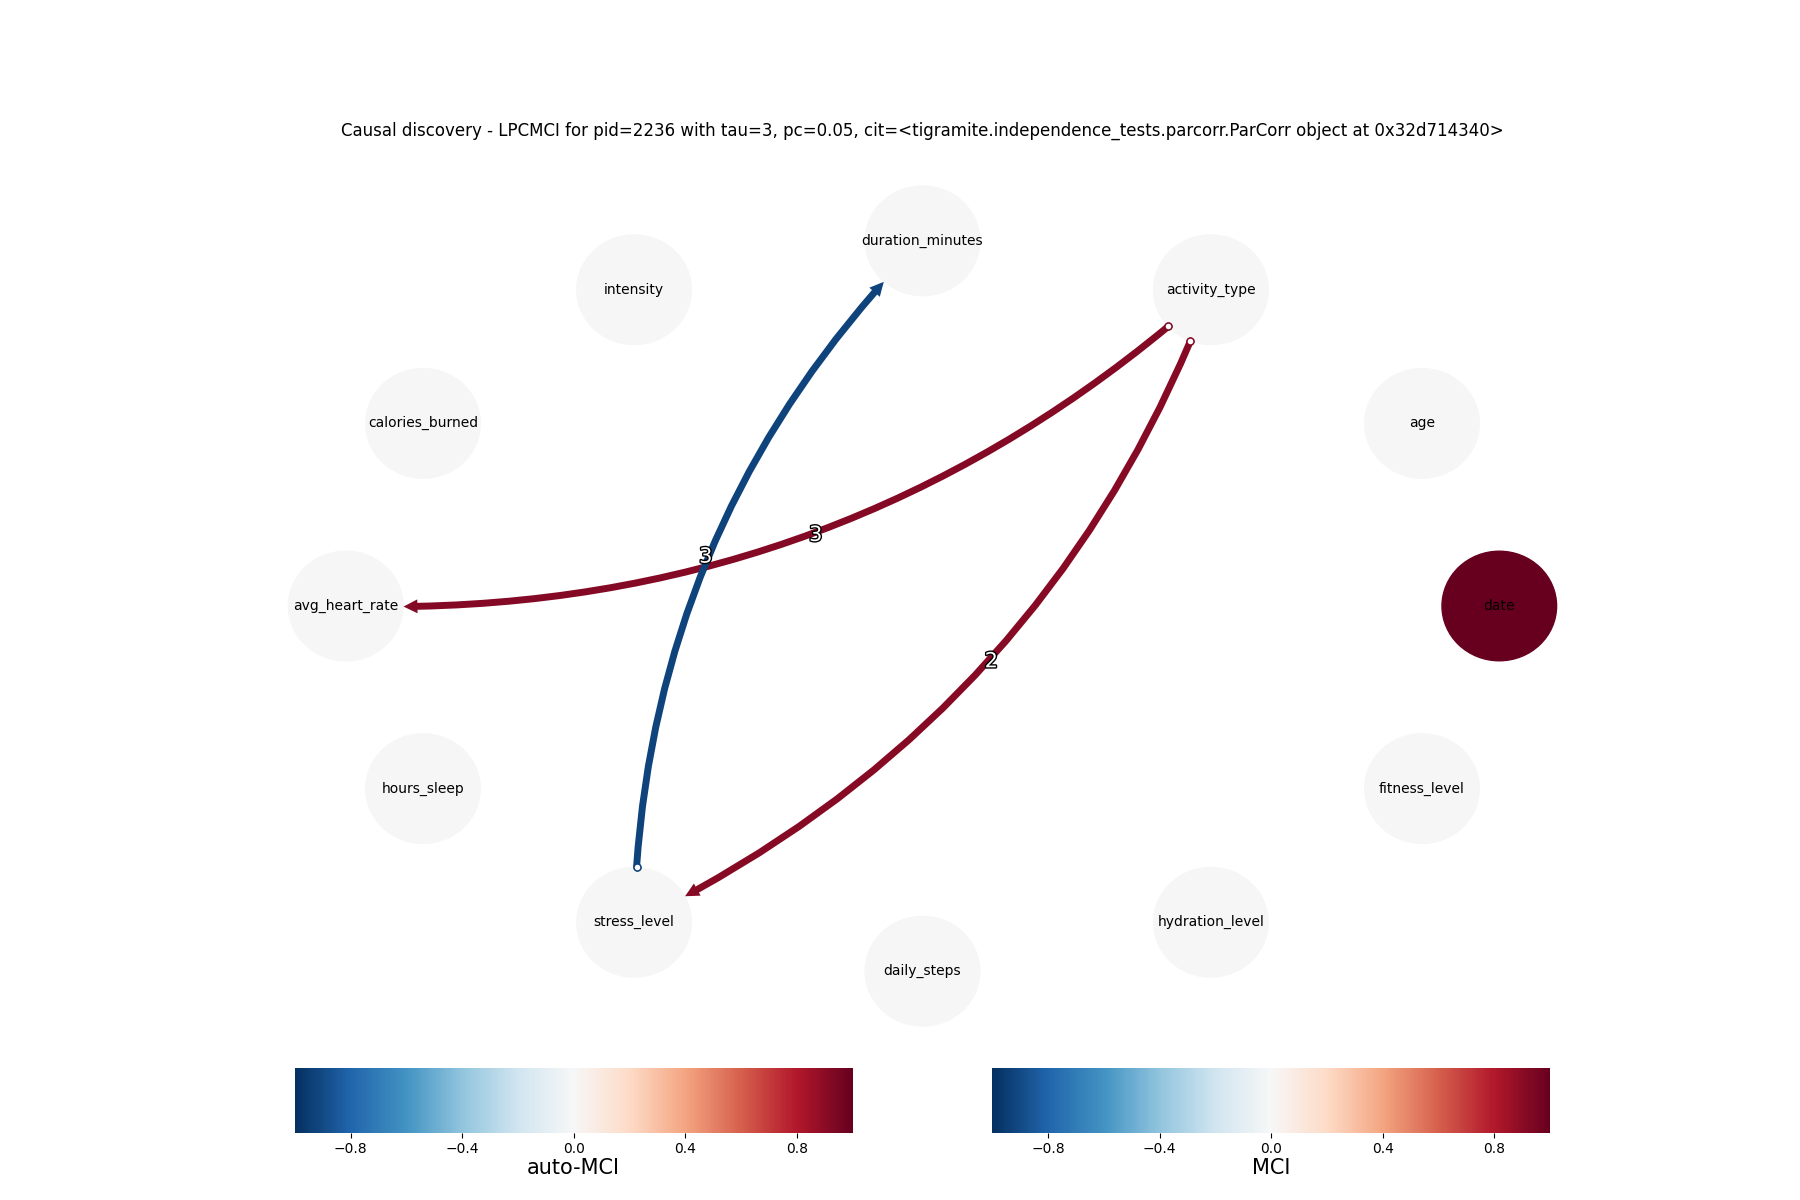 Causal discovery - LPCMCI for pid=2236 with tau=3, pc=0.05, cit=<tigramite.independence_tests.parcorr.ParCorr object at 0x32d714340>
duration_minutes
intensity
activity_type
calories_burned
age
3
3
avg_heart_rate
date
2
hours_sleep
fitness_level
stress_level
hydration_level
daily_steps
−0.8 −0.4 0.0 0.4 0.8
auto-MCI
−0.8 −0.4 0.0 0.4 0.8
MCI